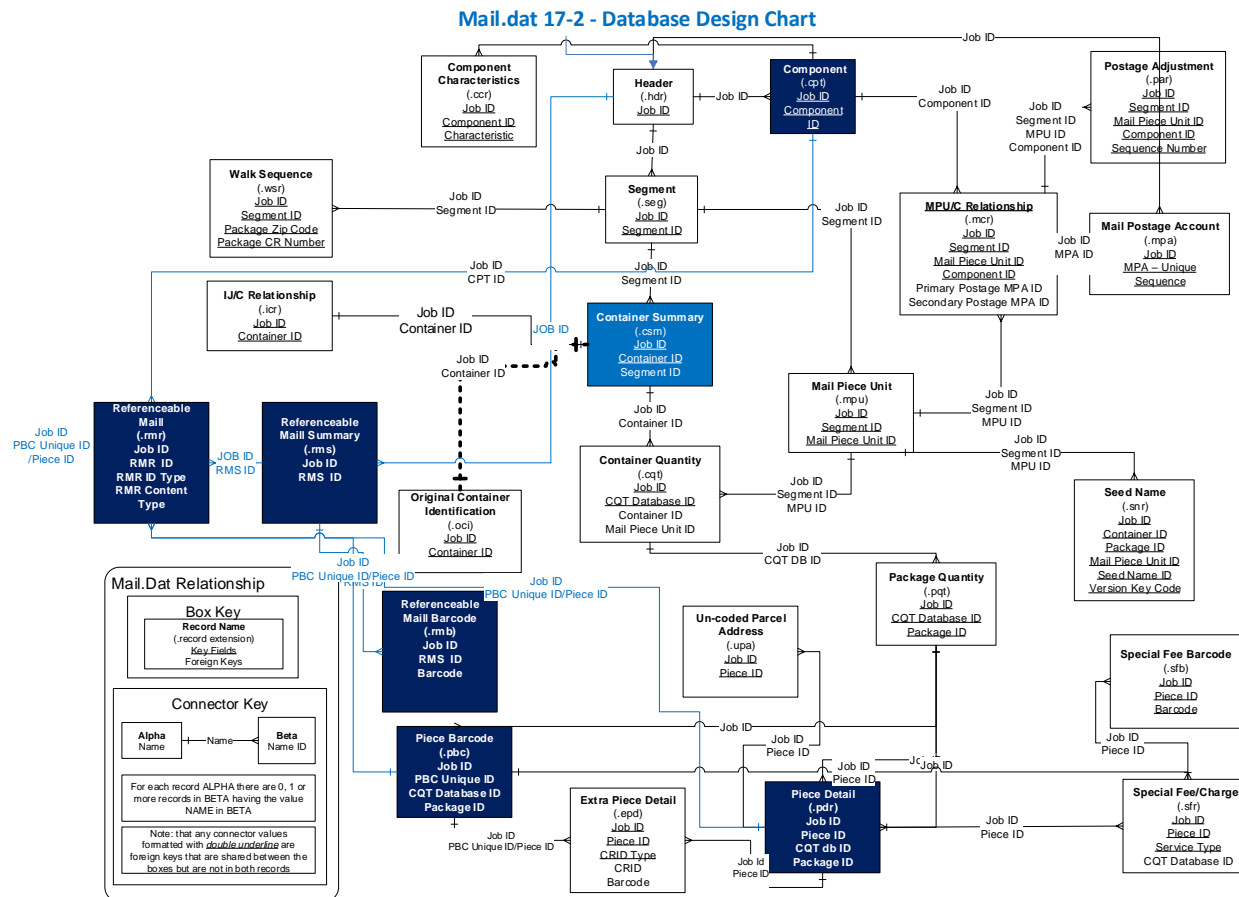 Mail.dat 17-2 - Database Design Chart
Job ID
Component
Characteristics
(.ccr)
Job ID
Component ID
Characteristic
Header
(.hdr)
Job ID
Job ID
Component
(.cpt)
Job ID
Component
ID
Job ID
Component ID
Job ID
Segment ID
MPU ID
Component ID
Postage Adjustment
(.par)
Job ID
Segment ID
Mail Piece Unit ID
Component ID
Sequence Number
Job ID
Walk Sequence
(.wsr)
Job ID
Segment ID
Package Zip Code
Package CR Number
Job ID
Segment ID
Segment
(.seg)
Job ID
Segment ID
Job ID
Segment ID
MPU/C Relationship
(.mcr)
Job ID
Segment ID
Mail Piece Unit ID
Component ID
Primary Postage MPA ID
Secondary Postage MPA ID
Job ID
MPA ID
Mail Postage Account
(.mpa)
Job ID
MPA – Unique
Sequence
Job ID
CPT ID
Job ID
Segment ID
IJ/C Relationship
(.icr)
Job ID
Container ID
Job ID
Container ID
JOB ID
Container Summary
(.csm)
Job ID
Container ID
Segment ID
Job ID
Container ID
Job ID
Segment ID
MPU ID
Mail Piece Unit
(.mpu)
Job ID
Segment ID
Mail Piece Unit ID
Job ID
PBC Unique ID
/Piece ID
Referenceable
Maill
(.rmr)
Job ID
RMR ID
RMR ID Type
RMR Content
Type
JOB ID
RMS ID
Referenceable
Maill Summary
(.rms)
Job ID
RMS ID
Job ID
Container ID
Job ID
Segment ID
MPU ID
Container Quantity
(.cqt)
Job ID
CQT Database ID
Container ID
Mail Piece Unit ID
Job ID
Segment ID
MPU ID
Seed Name
(.snr)
Job ID
Container ID
Package ID
Mail Piece Unit ID
Seed Name ID
Version Key Code
Original Container
Identification
(.oci)
Job ID
Container ID
Job ID
CQT DB ID
Job ID
PBC Unique ID/Piece ID
RMS ID
Job ID
PBC Unique ID/Piece ID
Package Quantity
(.pqt)
Job ID
CQT Database ID
Package ID
Mail.Dat Relationship
Box Key
Record Name
(.record extension)
Key Fields
Foreign Keys
Referenceable
Maill Barcode
(.rmb)
Job ID
RMS ID
Barcode
Un-coded Parcel
Address
(.upa)
Job ID
Piece ID
Special Fee Barcode
(.sfb)
Job ID
Piece ID
Barcode
Connector Key
Alpha
Name
Name
Beta
Name ID
Job ID
Piece Barcode
(.pbc)
Job ID
PBC Unique ID
CQT Database ID
Package ID
Job ID
Piece ID
Job ID
Piece ID
Job ID
Job ID
Piece ID
For each record ALPHA there are 0, 1 or
more records in BETA having the value
NAME in BETA
Note: that any connector values
formatted with double underline are
foreign keys that are shared between the
boxes but are not in both records
Job ID
PBC Unique ID/Piece ID
Extra Piece Detail
(.epd)
Job ID
Piece ID
CRID Type
CRID
Barcode
Job Id
Piece ID
Piece Detail
(.pdr)
Job ID
Piece ID
CQT db ID
Package ID
Job ID
Piece ID
Special Fee/Charges
(.sfr)
Job ID
Piece ID
Service Type
CQT Database ID